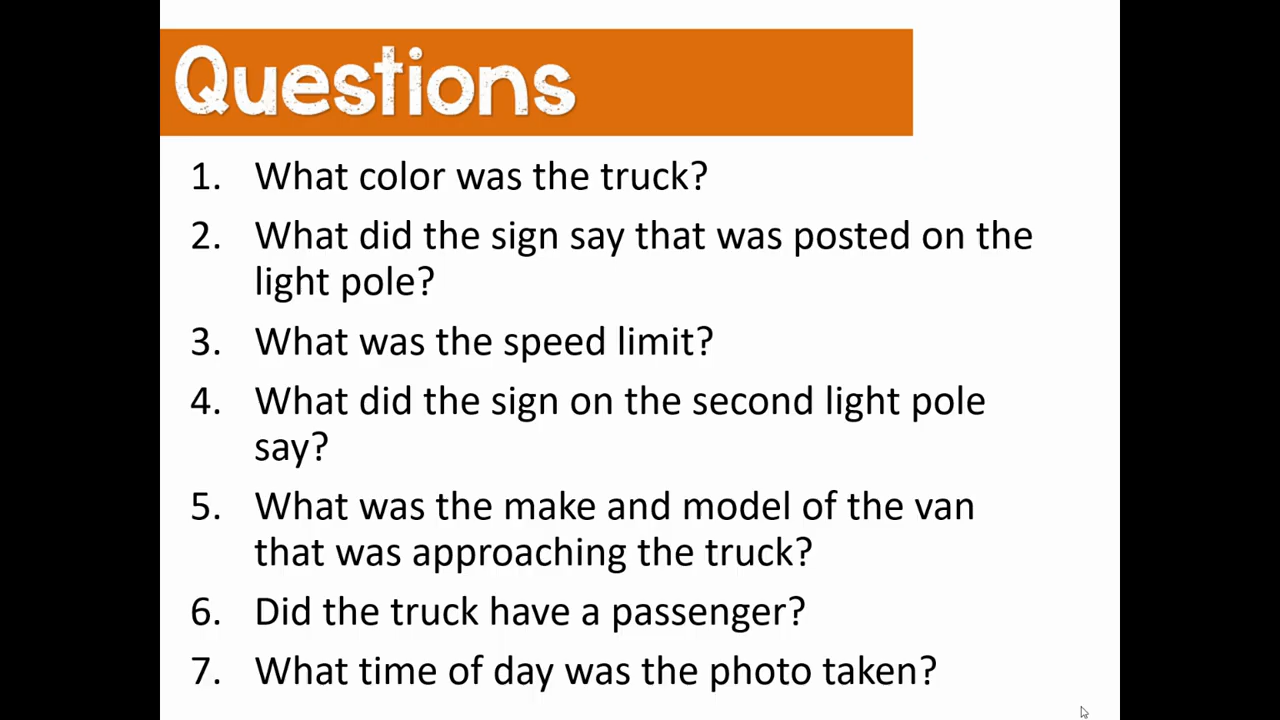 Questions
1. What color was the truck?
2. What did the sign say that was posted on the
light pole?
3. What was the speed limit?
4. What did the sign on the second light pole
say?
5. What was the make and model of the van
that was approaching the truck?
6. Did the truck have a passenger?
7. What time of day was the photo taken?